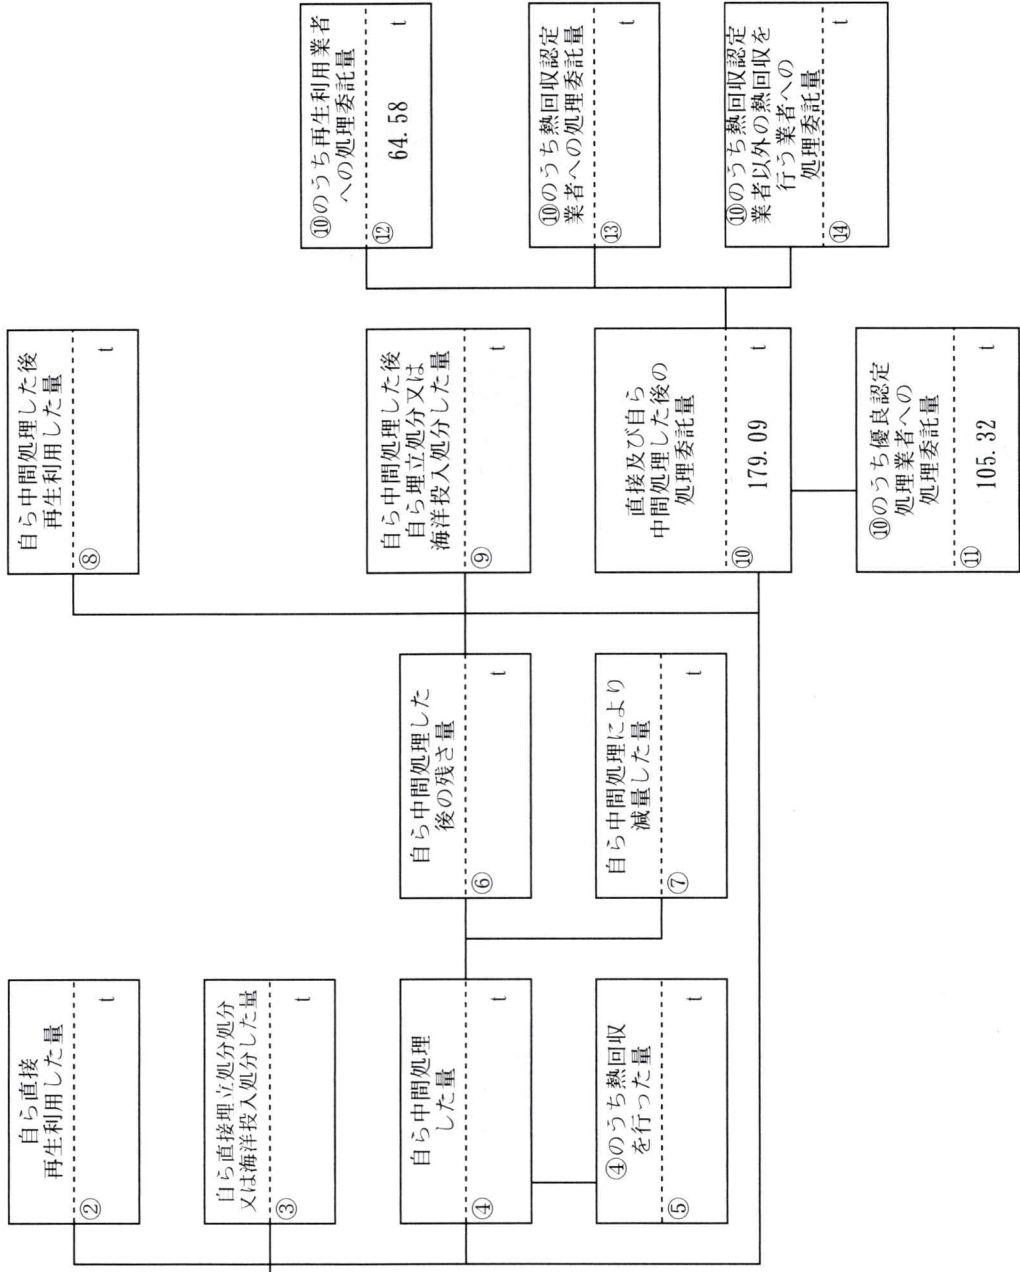 自ら直接
再生利用した量
②
t
自ら直接埋立処分処分
又は海洋投入処分した量
③
t
自ら中間処理
した量
④
t
④のうち熱回収
を行った量
⑤
t
自ら中間処理した
後の残さ量
⑥
t
自ら中間処理により
減量した量
⑦
t
自ら中間処理した後
再生利用した量
⑧
t
自ら中間処理した後
自ら埋立処分又は
海洋投入処分した量
⑨
t
直接及び自ら
中間処理した後の
処理委託量
⑩
179.09 t
⑩のうち優良認定
処理業者への
処理委託量
⑪
105.32 t
⑩のうち再生利用業者
への処理委託量
⑫
64.58 t
⑩のうち熱回収認定
業者への処理委託量
⑬
t
⑩のうち熱回収認定
業者以外の熱回収を
行う業者への
処理委託量
⑭
t